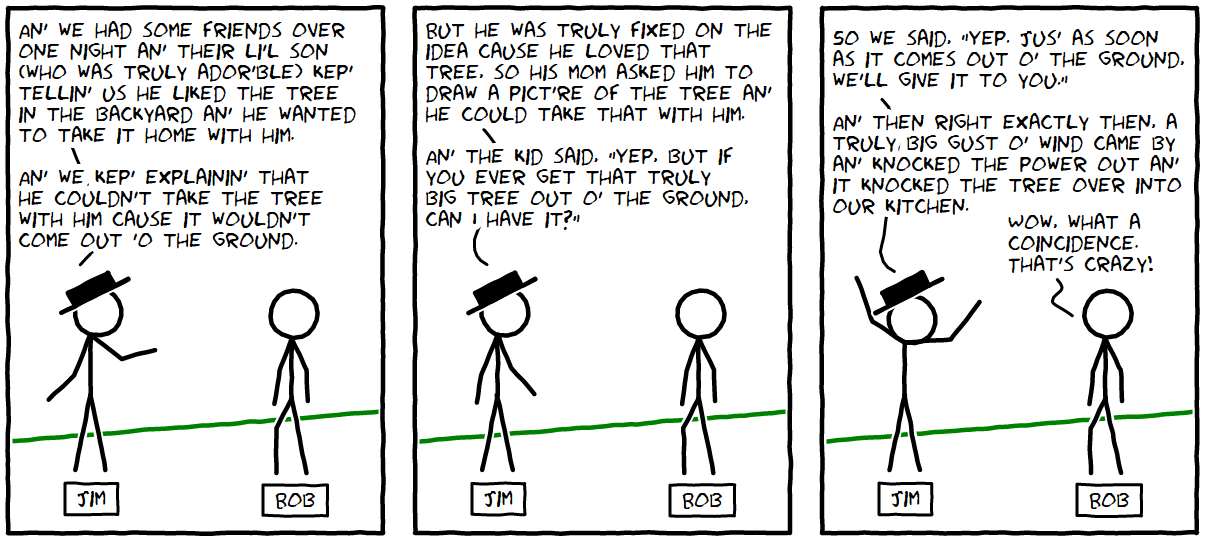 AN' WE HAD SOME FRIENDS OVER
ONE NIGHT AN' THEIR LI'L SON
(WHO WAS TRULY ADOR'BLE) KEP'
TELLIN' US HE LIKED THE TREE
IN THE BACKYARD AN' HE WANTED
TO TAKE IT HOME WITH HIM.
AN' WE KEP' EXPLAININ' THAT
HE COULDN'T TAKE THE TREE
WITH HIM CAUSE IT WOULDN'T
COME OUT 'O THE GROUND.
JIM
BOB
BUT HE WAS TRULY FIXED ON THE
IDEA CAUSE HE LOVED THAT
TREE. SO HIS MOM ASKED HIM TO
DRAW A PICT'RE OF THE TREE AN'
HE COULD TAKE THAT WITH HIM.
AN' THE KID SAID, "YEP, BUT IF
YOU EVER GET THAT TRULY
BIG TREE OUT O' THE GROUND,
CAN I HAVE IT?"
JIM
BOB
SO WE SAID, "YEP. JUS' AS SOON
AS IT COMES OUT O' THE GROUND,
WE'LL GIVE IT TO YOU."
AN' THEN RIGHT EXACTLY THEN, A
TRULY BIG GUST O' WIND CAME BY
AN' KNOCKED THE POWER OUT AN'
IT KNOCKED THE TREE OVER INTO
OUR KITCHEN.
WOW, WHAT A
COINCIDENCE.
THAT'S CRAZY!
JIM
BOB